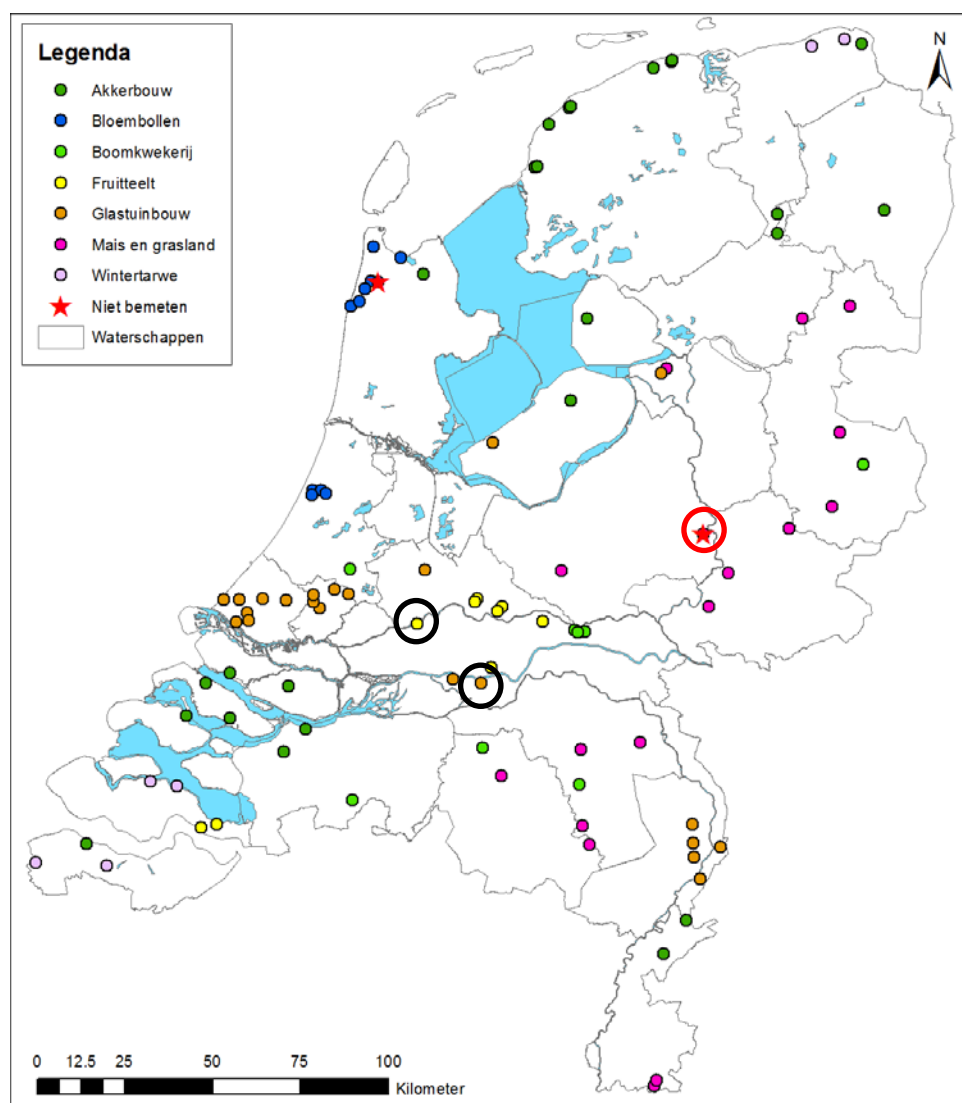 Legenda
Akkerbouw
Bloembollen
Boomkwekerij
Fruitteelt
Glastuinbouw
Mais en grasland
Wintertarwe
Niet bemeten
Waterschappen
N
0 12.5 25 50 75 100
Kilometer